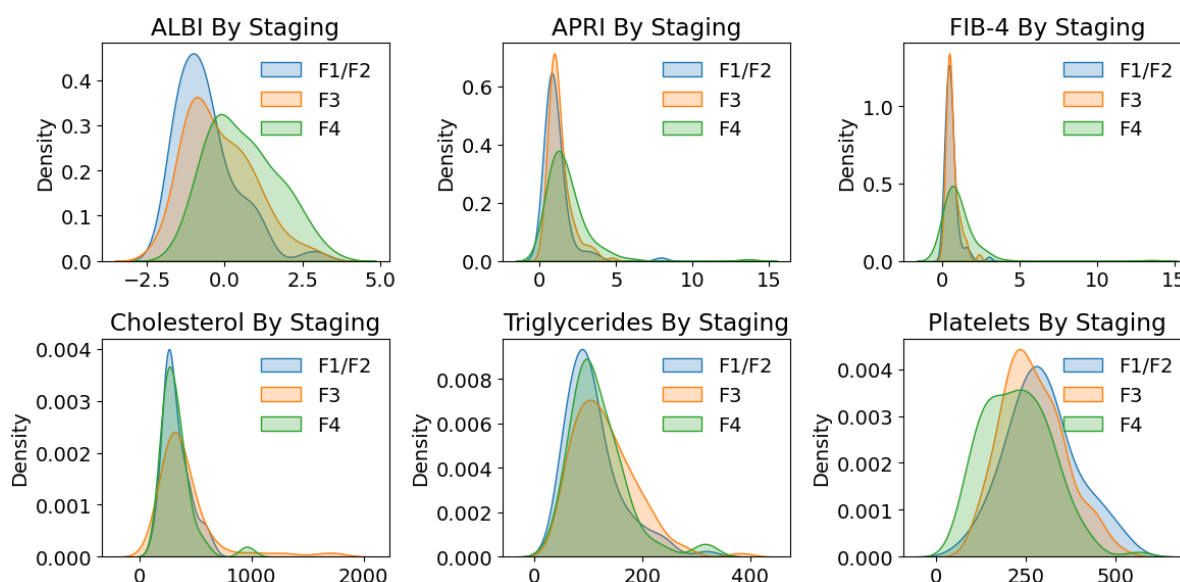 ALBI By Staging
Density
0.4
0.3
0.2
0.1
0.0
F1/F2
F3
F4
-2.5 0.0 2.5 5.0
APRI By Staging
Density
0.6
0.4
0.2
0.0
F1/F2
F3
F4
0 5 10 15
FIB-4 By Staging
Density
1.0
0.5
0.0
F1/F2
F3
F4
0 5 10 15
Cholesterol By Staging
Density
0.004
0.003
0.002
0.001
0.000
F1/F2
F3
F4
0 1000 2000
Triglycerides By Staging
Density
0.008
0.006
0.004
0.002
0.000
F1/F2
F3
F4
0 200 400
Platelets By Staging
Density
0.004
0.003
0.002
0.001
0.000
F1/F2
F3
F4
0 250 500